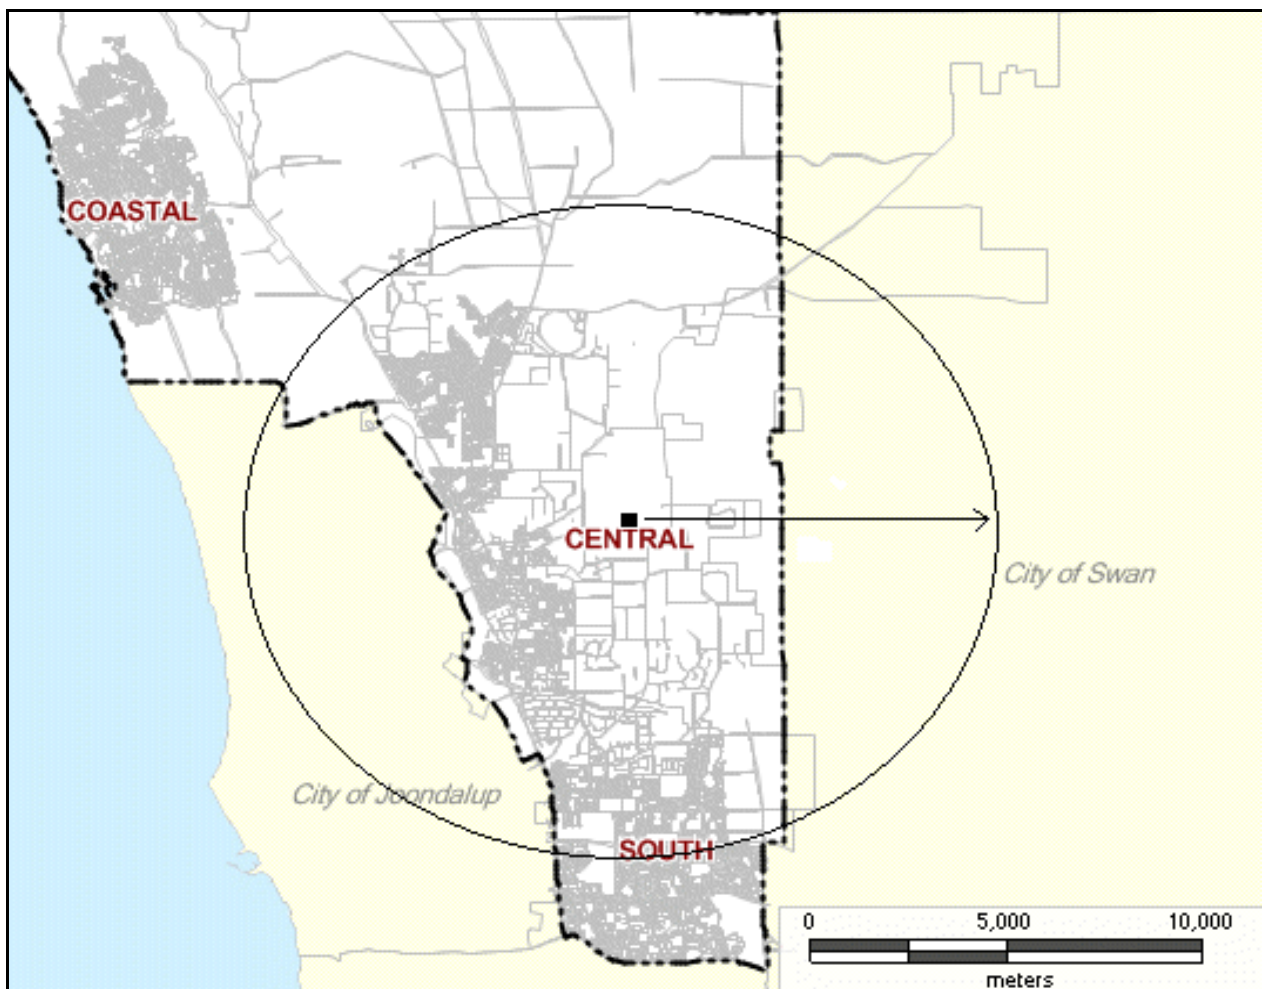 COASTAL
CENTRAL
City of Swan
City of Joondalup
SOUTH
0 5,000 10,000
meters